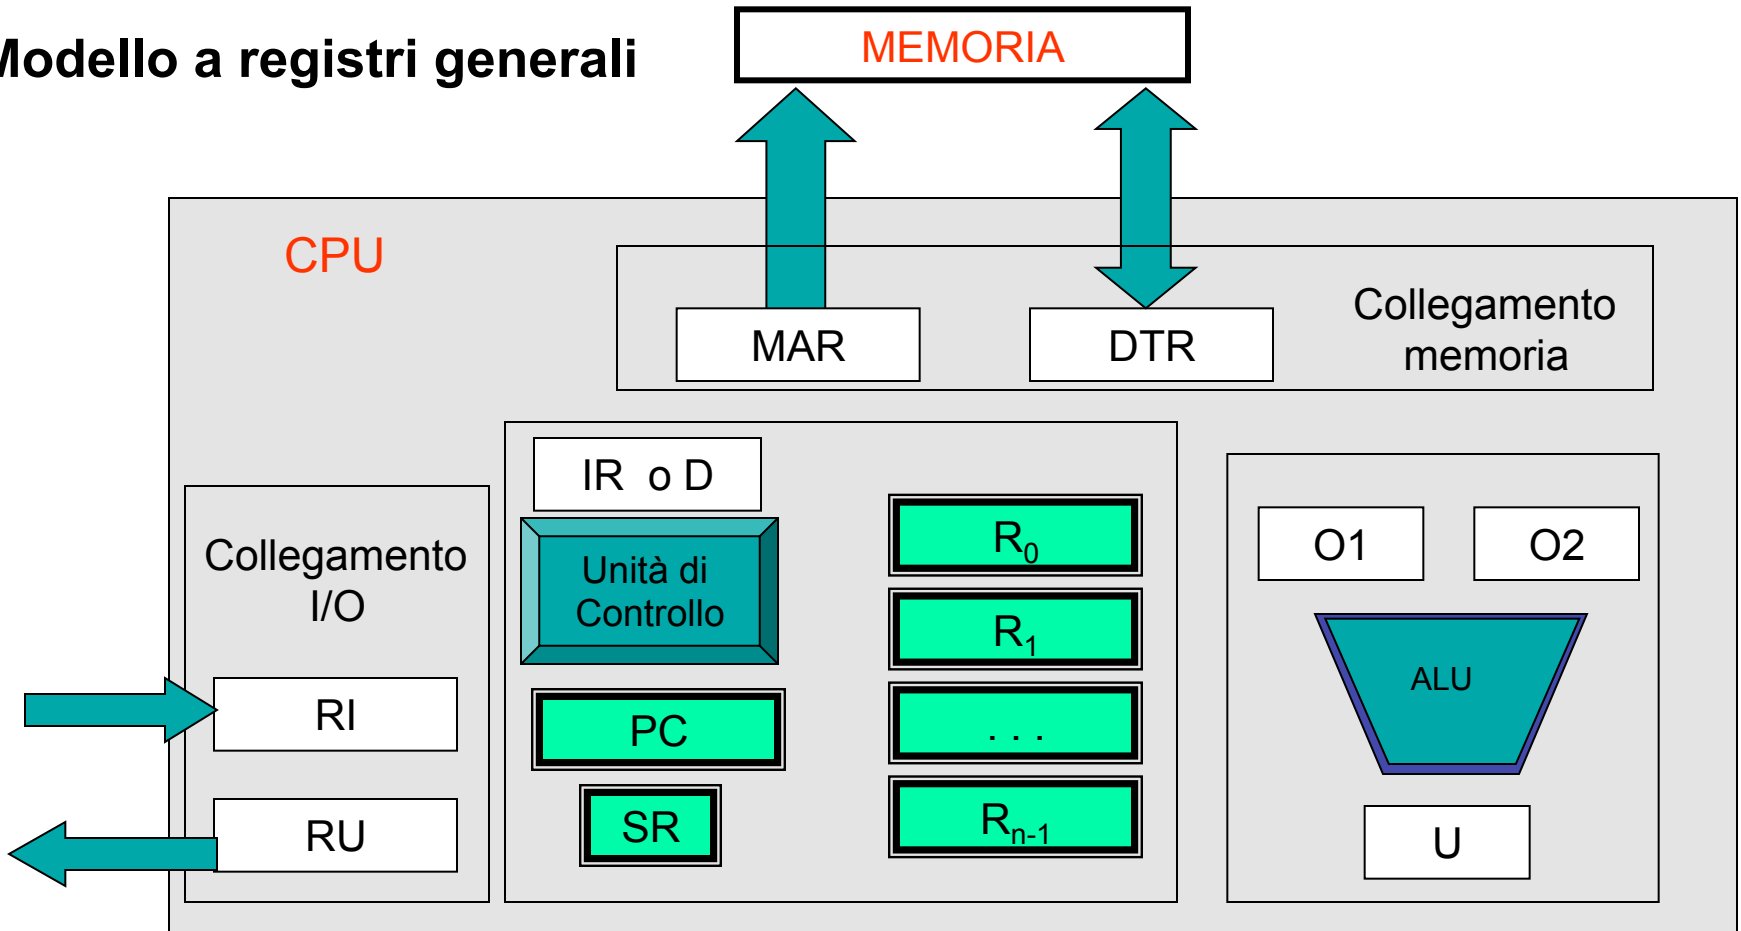 Modello a registri generali
MEMORIA
CPU
MAR
DTR
Collegamento
memoria
IR o D
Unità di
Controllo
PC
SR
R0
R1
. . .
Rn-1
Collegamento
I/O
RI
RU
O1
O2
ALU
U